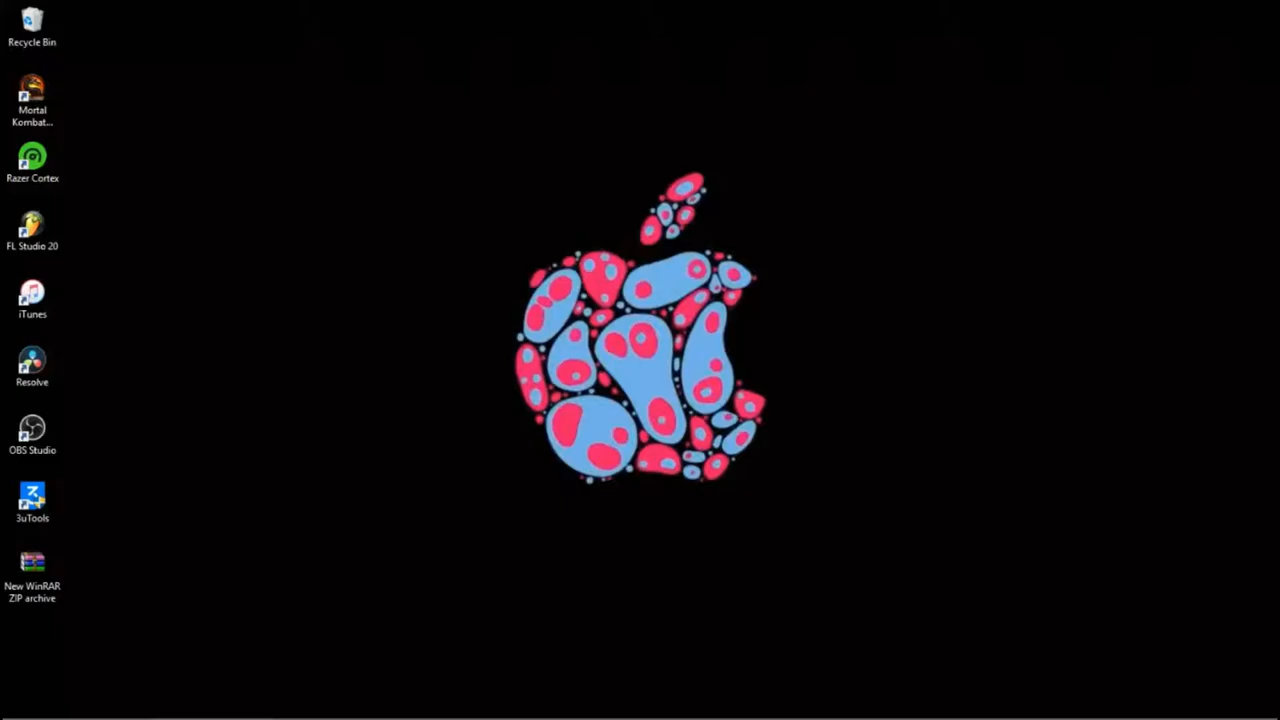 Recycle Bin
Mortal
Kombat...
Razer Cortex
FL Studio 20
iTunes
Resolve
OBS Studio
3uTools
New WinRAR
ZIP archive